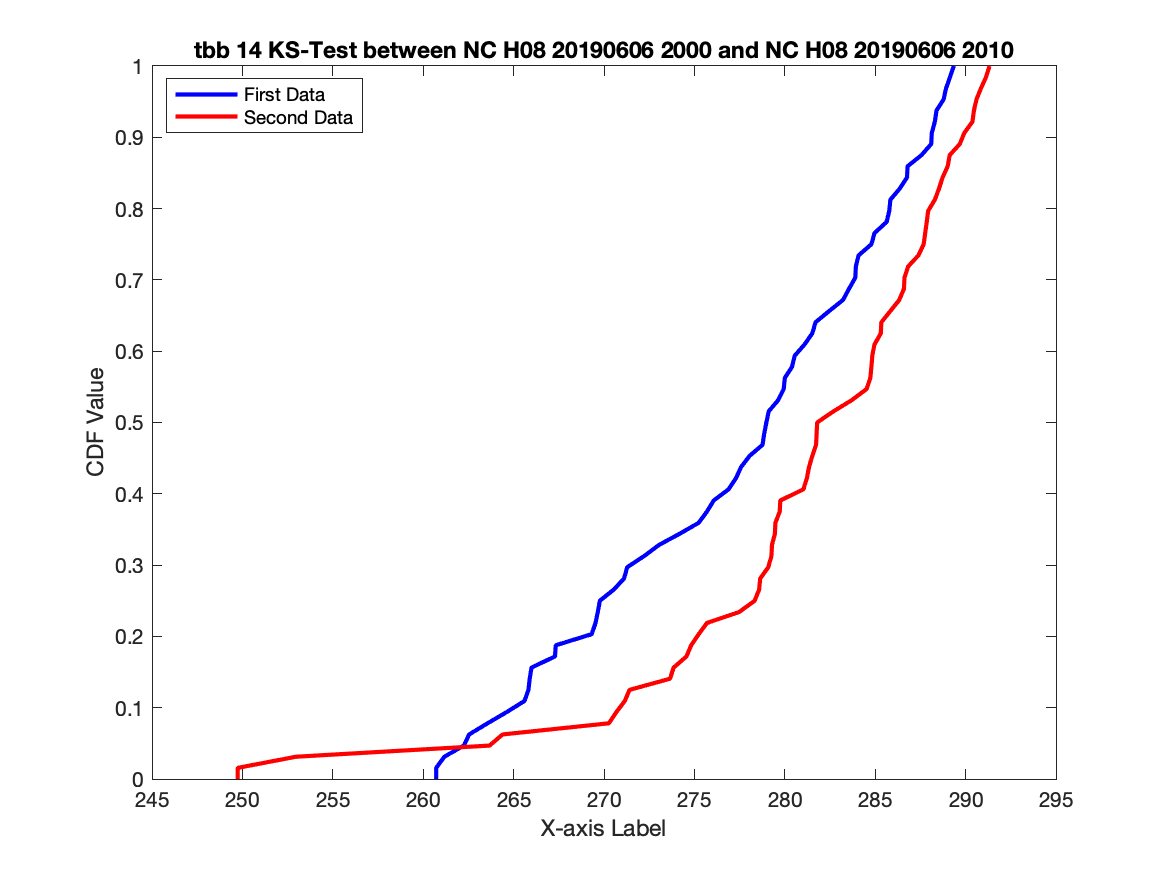 tbb 14 KS-Test between NC H08 20190606 2000 and NC H08 20190606 2010
First Data
Second Data
1
0.9
0.8
0.7
0.6
0.5
0.4
0.3
0.2
0.1
0
CDF Value
245 250 255 260 265 270 275 280 285 290 295
X-axis Label